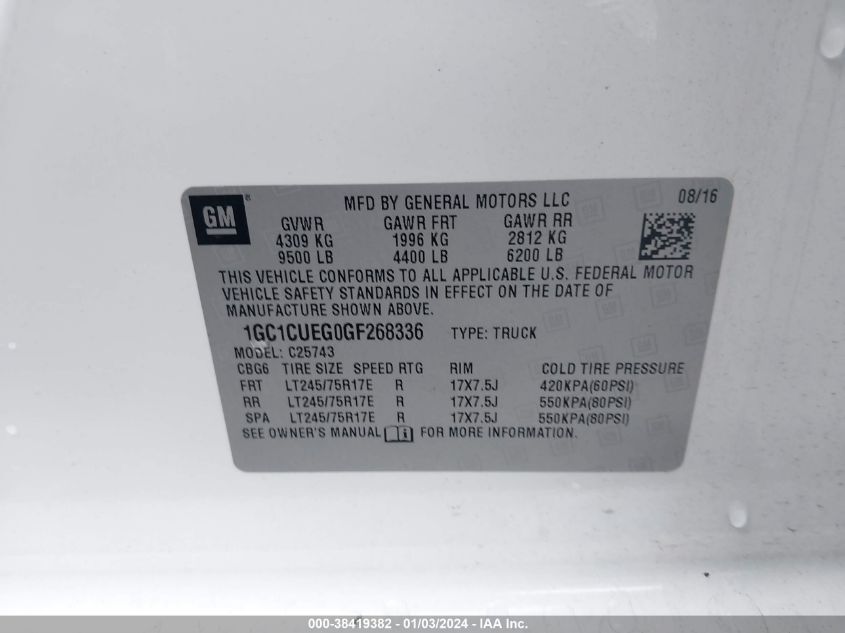 GM ®
MFD BY GENERAL MOTORS LLC 08/16
GVWR GAWR FRT GAWR RR
4309 KG 1996 KG 2812 KG
9500 LB 4400 LB 6200 LB
THIS VEHICLE CONFORMS TO ALL APPLICABLE U.S. FEDERAL MOTOR
VEHICLE SAFETY STANDARDS IN EFFECT ON THE DATE OF
MANUFACTURE SHOWN ABOVE.
1GC1CUEG0GF268336 TYPE: TRUCK
MODEL: C25743
CBG6 TIRE SIZE SPEED RTG RIM COLD TIRE PRESSURE
FRT LT245/75R17E R 17X7.5J 420KPA(60PSI)
RR LT245/75R17E R 17X7.5J 550KPA(80PSI)
SPA LT245/75R17E R 17X7.5J 550KPA(80PSI)
SEE OWNER'S MANUAL FOR MORE INFORMATION.
000-38419382 - 01/03/2024 - IAA Inc.